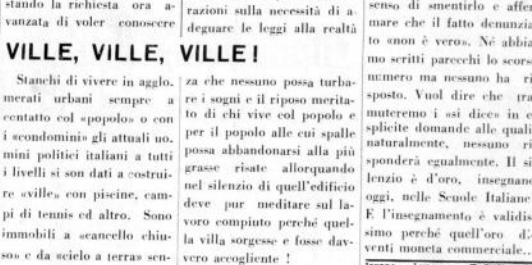 stando la richiesta ora a-
vanzata di voler conoscere
razioni sulla necessità di a-
deguare le leggi alla realtà
VILLE, VILLE, VILLE !
Stanchi di vivere in agglo.
merati urbani sempre a
contatto col «popolo» o con
i «condomini» gli attuali uo.
mini politici italiani a tutti
i livelli si son dati a costrui-
re «ville» con piscine, cam-
pi di tennis ed altro. Sono
immobili a «cancello chiu-
so» e da «cielo a terra» sen-
za che nessuno possa turba-
re i sogni e il riposo merita-
to di chi vive col popolo e
per il popolo alle cui spalle
possa abbandonarsi alla più
grasse risate allorquando
nel silenzio di quell'edificio
deve pur meditare sul la-
voro compiuto perché quel-
la villa sorgesse e fosse dav-
vero accogliente !
senso di smentirlo e affer
mare che il fatto denunzia
to «non è vero». Né abbia
mo scritti parecchi lo scors
numero ma nessuno ha ri
sposto. Vuol dire che tra
muteremo i «si dice» in e
splicite domande alle quali
naturalmente, nessuno ri
sponderà egualmente. Il si
lenzio è d'oro, insegnano
oggi, nelle Scuole Italiane
E l'insegnamento è validis
simo perché quell'oro di
venti moneta commerciale...